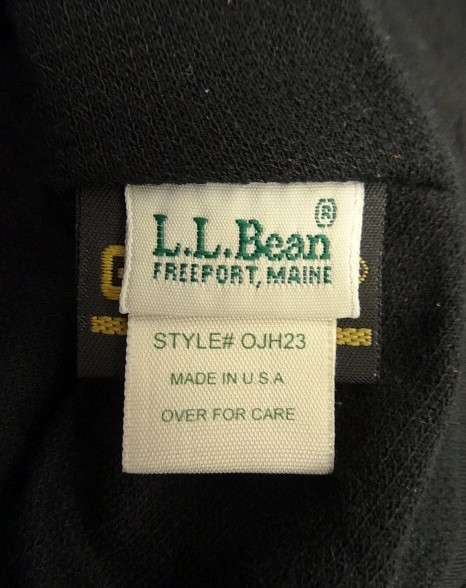 L.L.Bean®
FREEPORT, MAINE
STYLE# OJH23
MADE IN U.S.A
OVER FOR CARE